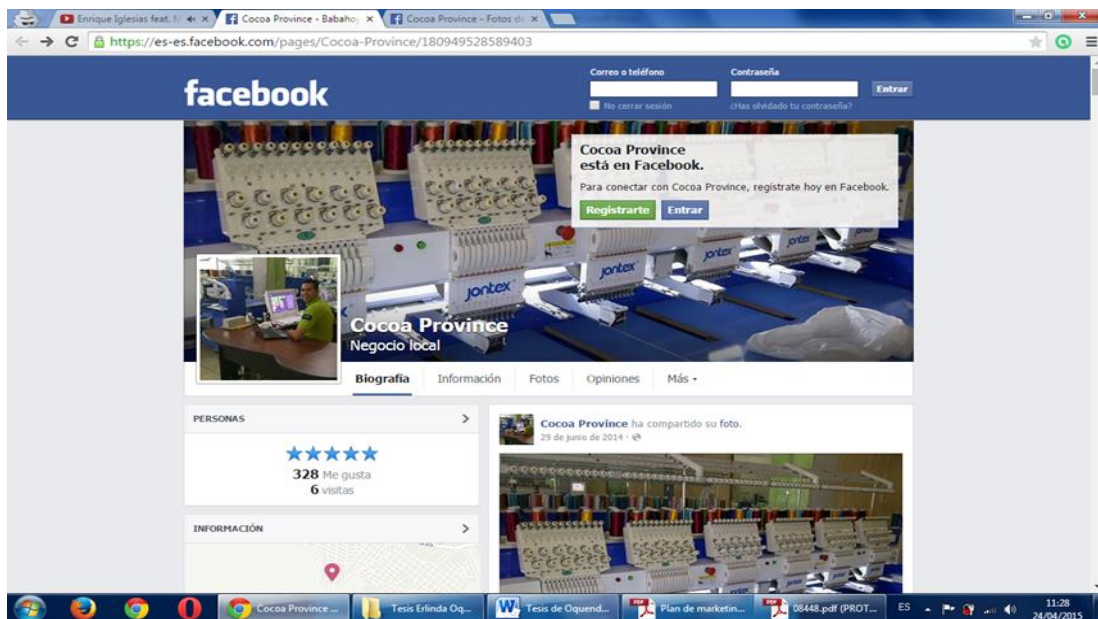 Enrique Iglesias feat. M
Cocoa Province - Babaho
Cocoa Province - Fotos de
https://es-es.facebook.com/pages/Cocoa-Province/180949528589403
facebook
Correo o teléfono
Contraseña
Entrar
No cerrar sesión
¿Has olvidado tu contraseña?
Cocoa Province
está en Facebook.
Para conectar con Cocoa Province, regístrate hoy en Facebook.
Registrarte Entrar
jontex
jontex
jontex
jontex
jontex
Cocoa Province
Negocio local
Biografía Información Fotos Opiniones Más
PERSONAS
328 Me gusta
6 visitas
INFORMACIÓN
Cocoa Province ha compartido su foto.
29 de junio de 2014
Cocoa Province ...
Tesis Erlinda Oq...
Tesis de Oquend...
Plan de marketin...
08448.pdf (PROT...
ES
11:28
24/04/2015